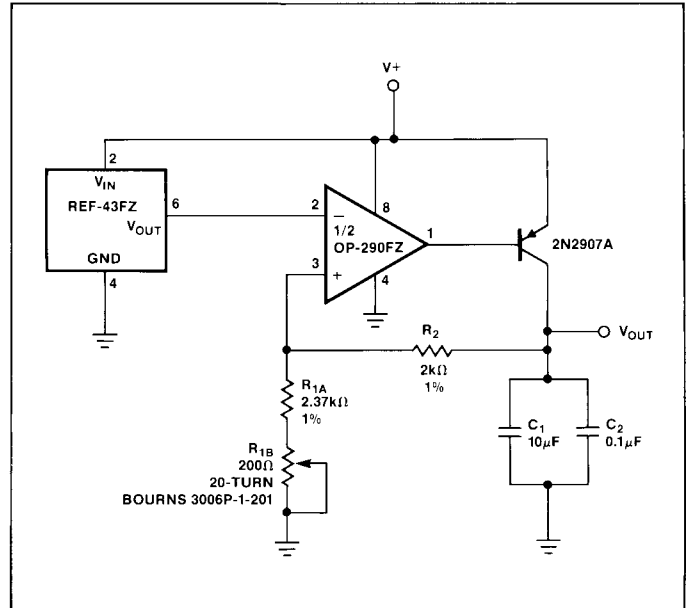 V+
2
V_IN
REF-43FZ
V_OUT
6
GND
4
2
−
1/2
OP-290FZ
8
1
3
+
4
2N2907A
R_2
2kΩ
1%
V_OUT
R_1A
2.37kΩ
1%
R_1B
200Ω
20-TURN
BOURNS 3006P-1-201
C_1
10μF
C_2
0.1μF